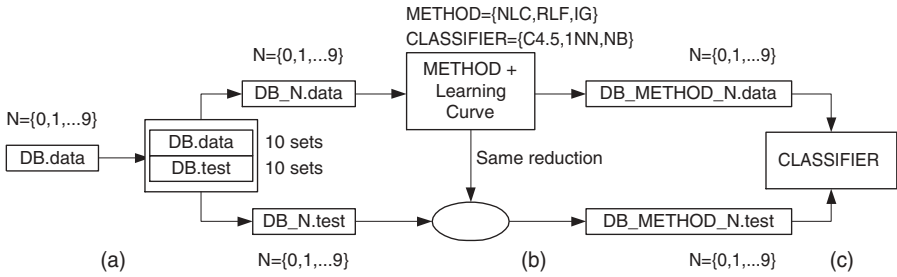 METHOD={NLC,RLF,IG}
CLASSIFIER={C4.5,1NN,NB}
N={0,1,...9}
N={0,1,...9}
DB_N.data
METHOD +
Learning
Curve
DB_METHOD_N.data
N={0,1,...9}
DB.data
DB.data
10 sets
DB.test
10 sets
Same reduction
CLASSIFIER
DB_N.test
DB_METHOD_N.test
N={0,1,...9}
N={0,1,...9}
(a)
(b)
(c)